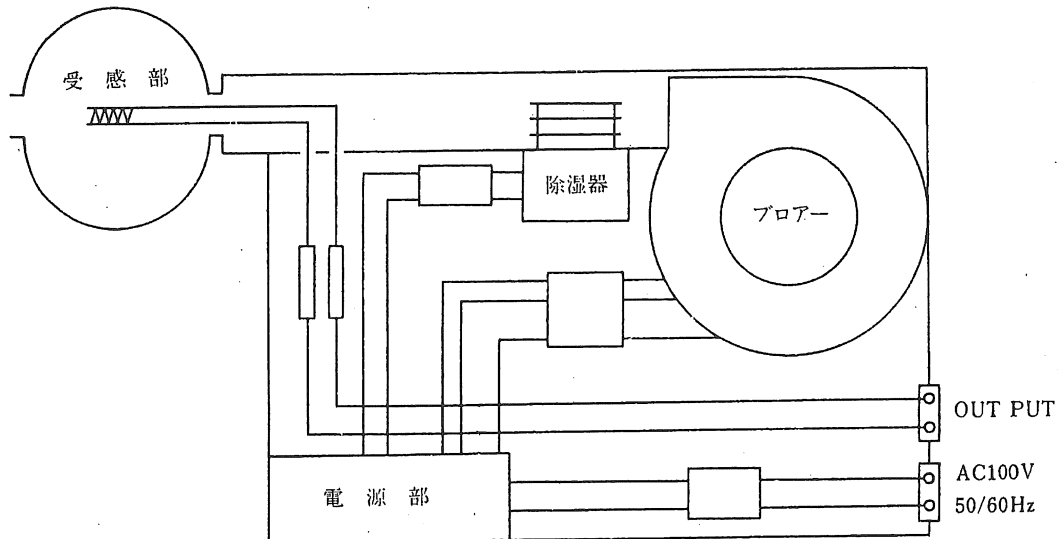 受感部
除湿器
ブロアー
OUT PUT
電源部
AC100V
50/60Hz